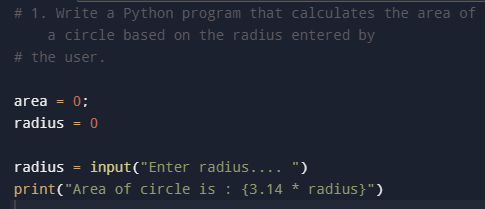 # 1. Write a Python program that calculates the area of
a circle based on the radius entered by
# the user.
area = 0;
radius = 0
radius = input("Enter radius.... ")
print("Area of circle is : {3.14 * radius}")